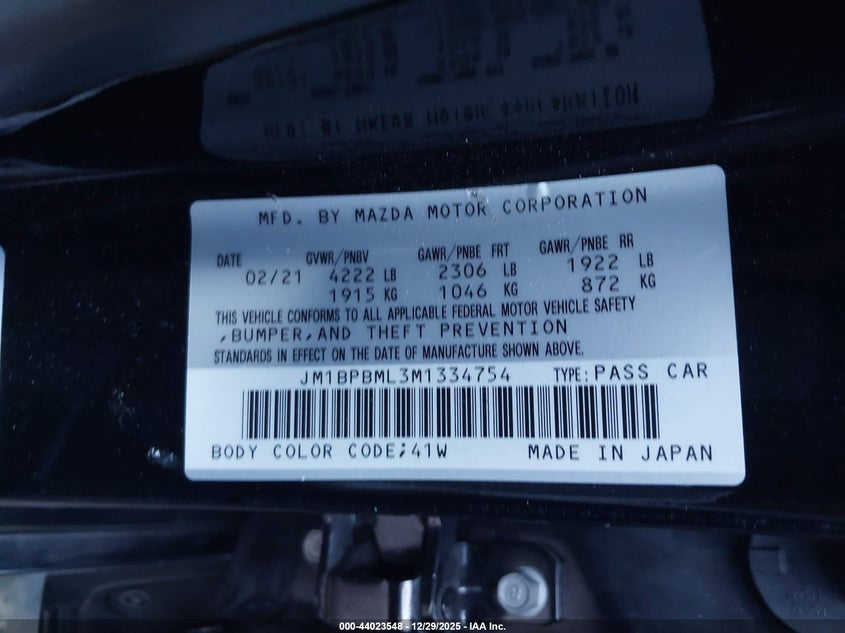 MFD. BY MAZDA MOTOR CORPORATION
DATE GVWR/PNBV GAWR/PNBE FRT GAWR/PNBE RR
02/21 4222 LB 2306 LB 1922 LB
1915 KG 1046 KG 872 KG
THIS VEHICLE CONFORMS TO ALL APPLICABLE FEDERAL MOTOR VEHICLE SAFETY
,BUMPER,AND THEFT PREVENTION
STANDARDS IN EFFECT ON THE DATE OF MANUFACTURE SHOWN ABOVE.
JM1BPBML3M1334754 TYPE:PASS CAR
BODY COLOR CODE;41W MADE IN JAPAN
000-44023548 - 12/29/2025 - IAA Inc.